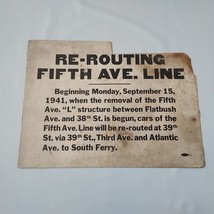 RE-ROUTING
FIFTH AVE. LINE
Beginning Monday, September 15,
1941, when the removal of the Fifth
Ave. "L" structure between Flatbush
Ave. and 38th St. is begun, cars of the
Fifth Ave. Line will be re-routed at 39th
St. via 39th St., Third Ave. and Atlantic
Ave. to South Ferry.